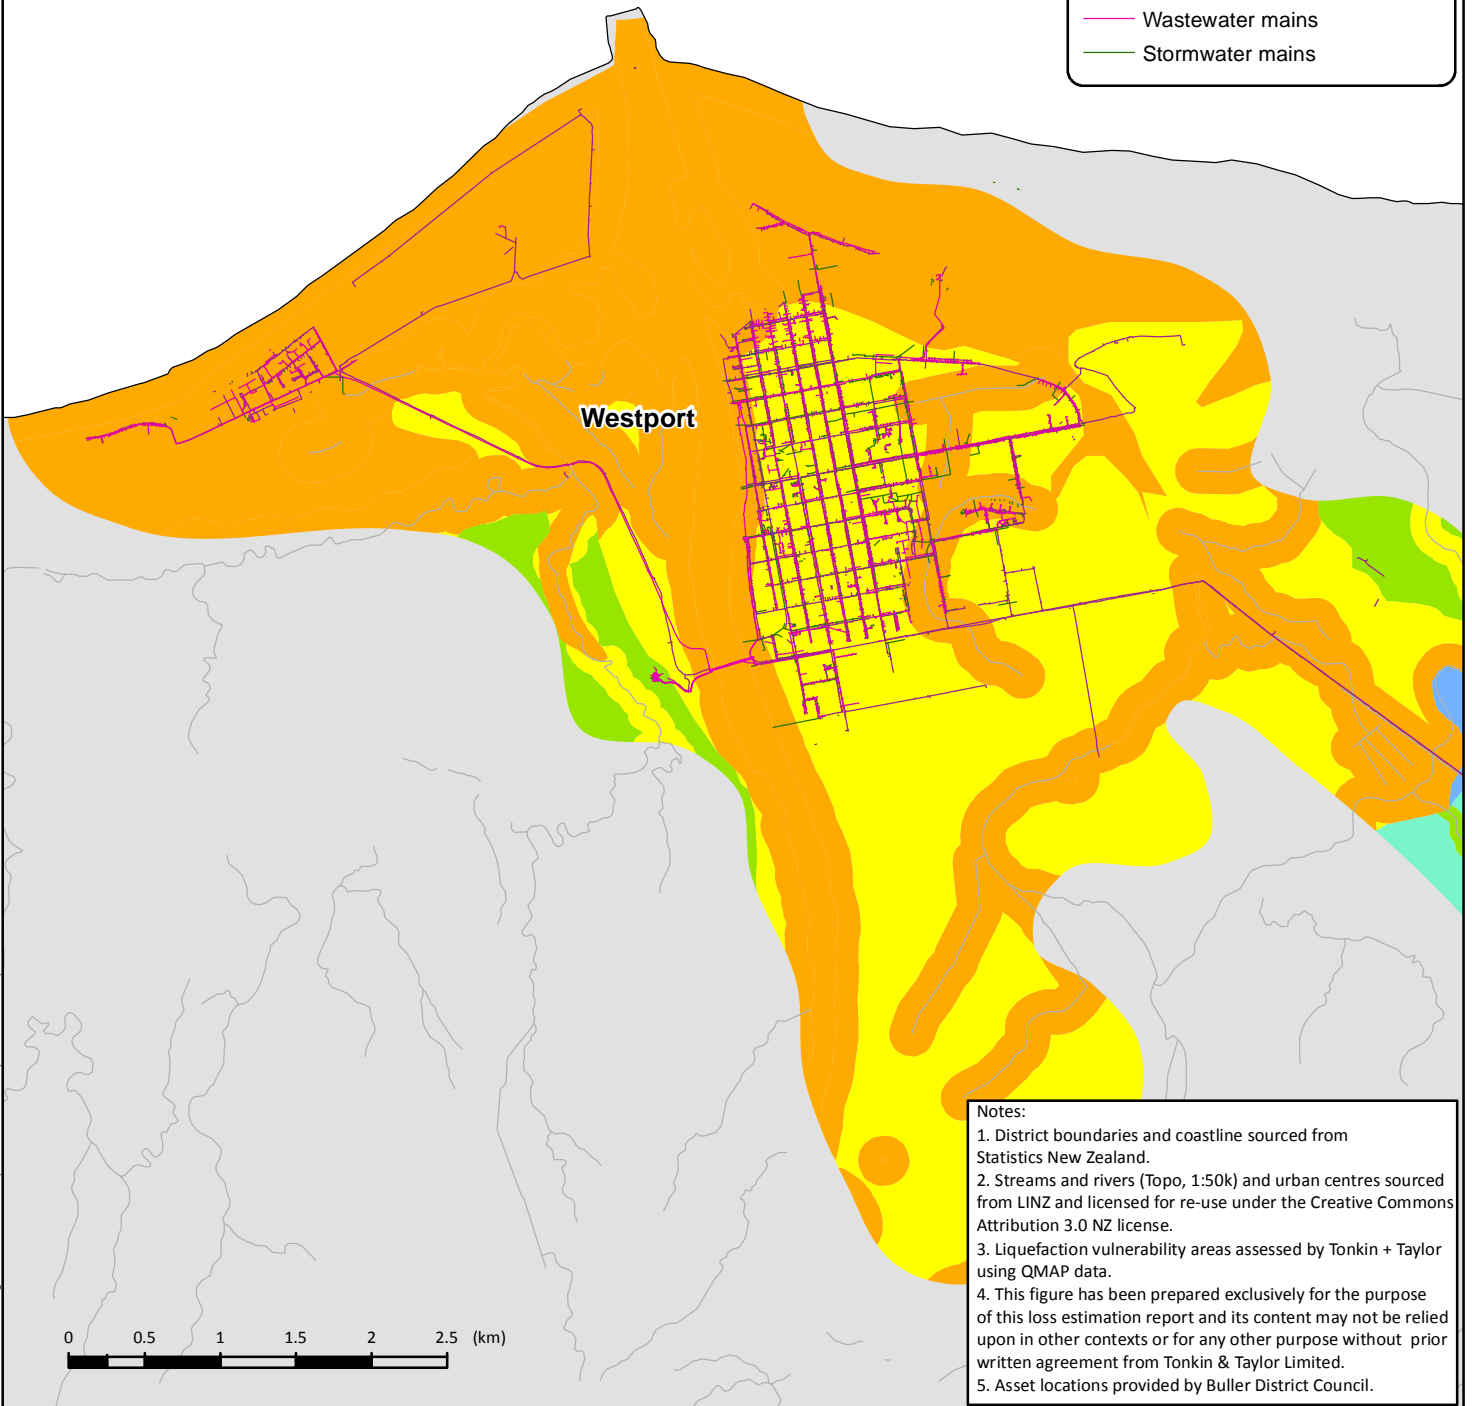 Wastewater mains
Stormwater mains
Westport
Notes:
1. District boundaries and coastline sourced from
Statistics New Zealand.
2. Streams and rivers (Topo, 1:50k) and urban centres sourced
from LINZ and licensed for re-use under the Creative Commons
Attribution 3.0 NZ license.
3. Liquefaction vulnerability areas assessed by Tonkin + Taylor
using QMAP data.
4. This figure has been prepared exclusively for the purpose
of this loss estimation report and its content may not be relied
upon in other contexts or for any other purpose without prior
written agreement from Tonkin & Taylor Limited.
5. Asset locations provided by Buller District Council.
0 0.5 1 1.5 2 2.5 (km)